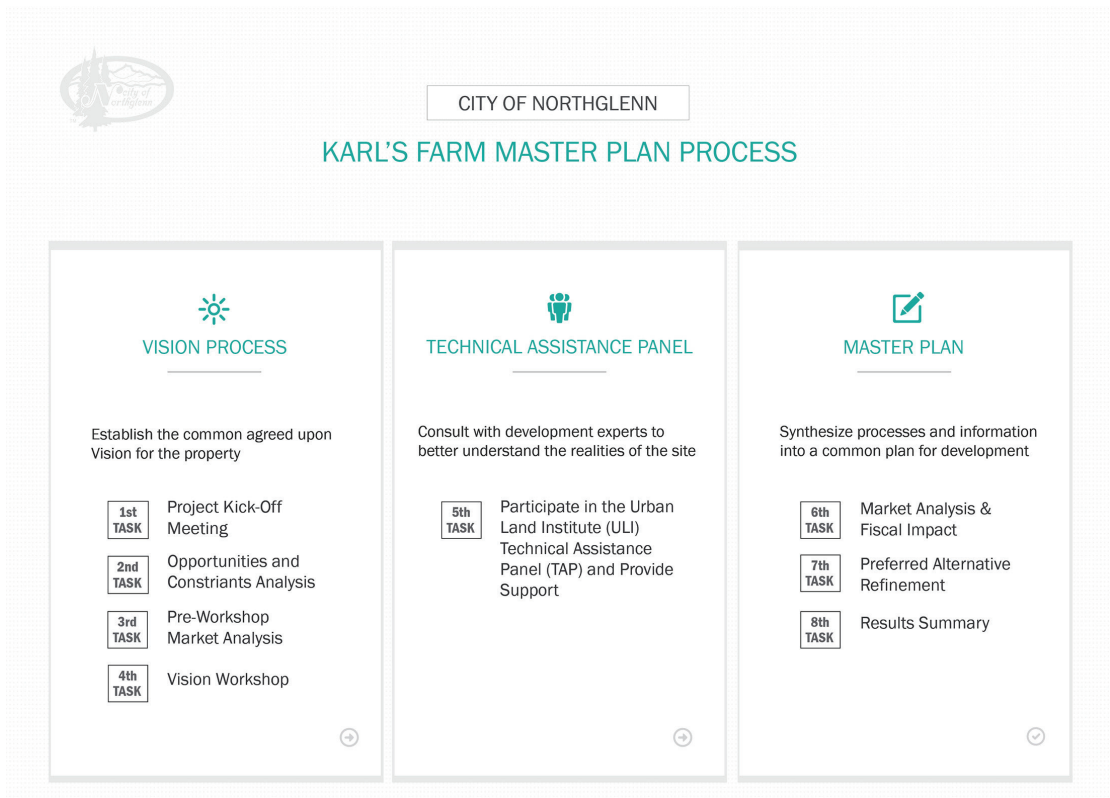 City of
Northglenn
CITY OF NORTHGLENN
KARL'S FARM MASTER PLAN PROCESS
VISION PROCESS
Establish the common agreed upon
Vision for the property
1st
TASK
Project Kick-Off
Meeting
2nd
TASK
Opportunities and
Constriants Analysis
3rd
TASK
Pre-Workshop
Market Analysis
4th
TASK
Vision Workshop
TECHNICAL ASSISTANCE PANEL
Consult with development experts to
better understand the realities of the site
5th
TASK
Participate in the Urban
Land Institute (ULI)
Technical Assistance
Panel (TAP) and Provide
Support
MASTER PLAN
Synthesize processes and information
into a common plan for development
6th
TASK
Market Analysis &
Fiscal Impact
7th
TASK
Preferred Alternative
Refinement
8th
TASK
Results Summary